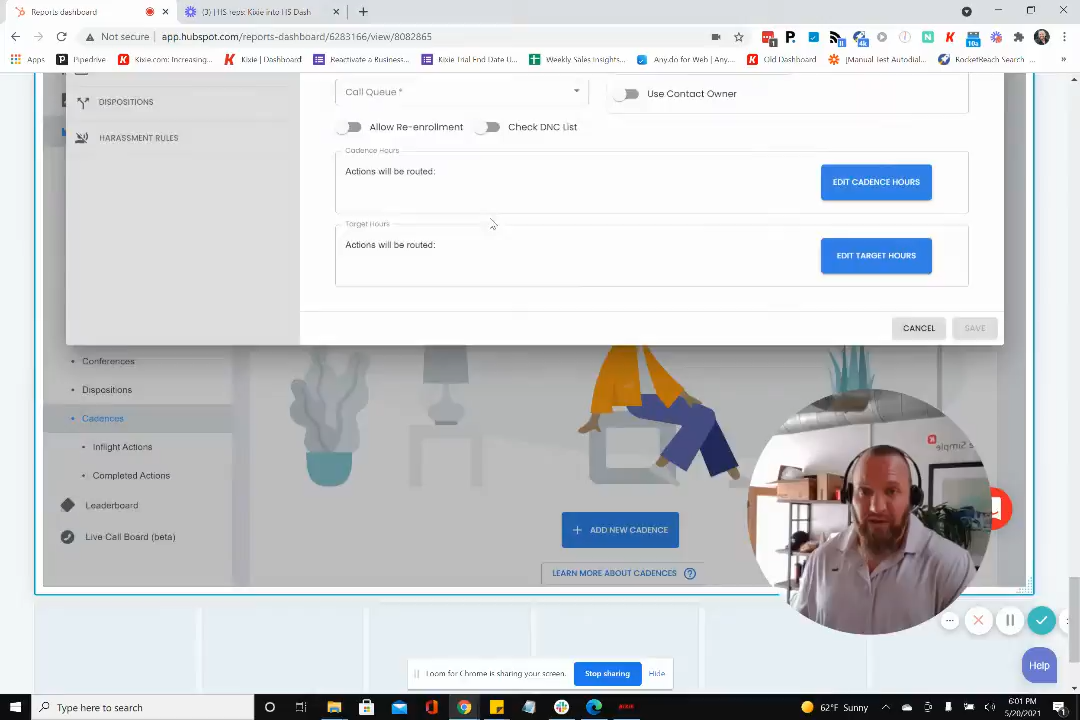 Reports dashboard
(3) | HS reps: Kixie into HS Dash
Not secure app.hubspot.com/reports-dashboard/6283166/view/8082865
Apps Pipedrive Kixie.com: Increasing... Kixie | Dashboard Reactivate a Business... Kixie Trial End Date U... Weekly Sales Insights... Any.do for Web | Any... Old Dashboard [Manual Test Autodial... RocketReach Search ...
DISPOSITIONS
HARASSMENT RULES
Call Queue *
Use Contact Owner
Allow Re-enrollment
Check DNC List
Cadence Hours
Actions will be routed:
EDIT CADENCE HOURS
Target Hours
Actions will be routed:
EDIT TARGET HOURS
CANCEL
SAVE
Conferences
Dispositions
Cadences
Inflight Actions
Completed Actions
Leaderboard
Live Call Board (beta)
+ ADD NEW CADENCE
LEARN MORE ABOUT CADENCES ?
Loom for Chrome is sharing your screen.
Stop sharing
Hide
Help
Type here to search
62°F Sunny
6:01 PM
5/20/2021